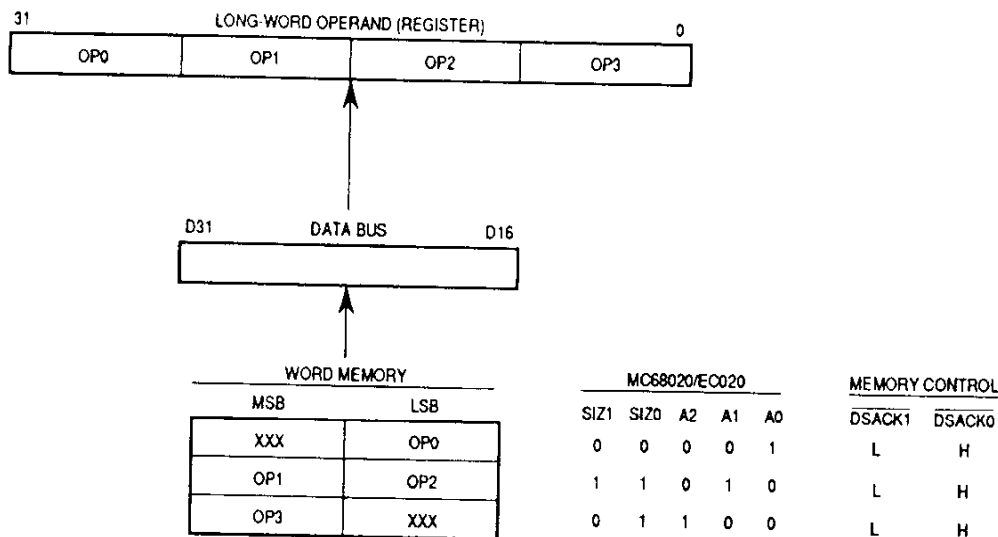 31 LONG-WORD OPERAND (REGISTER) 0
OP0 OP1 OP2 OP3
D31 DATA BUS D16
WORD MEMORY MC68020/EC020 MEMORY CONTROL
MSB LSB SIZ1 SIZ0 A2 A1 A0 DSACK1 DSACK0
XXX OP0 0 0 0 0 1 L H
OP1 OP2 1 1 0 1 0 L H
OP3 XXX 0 1 1 0 0 L H